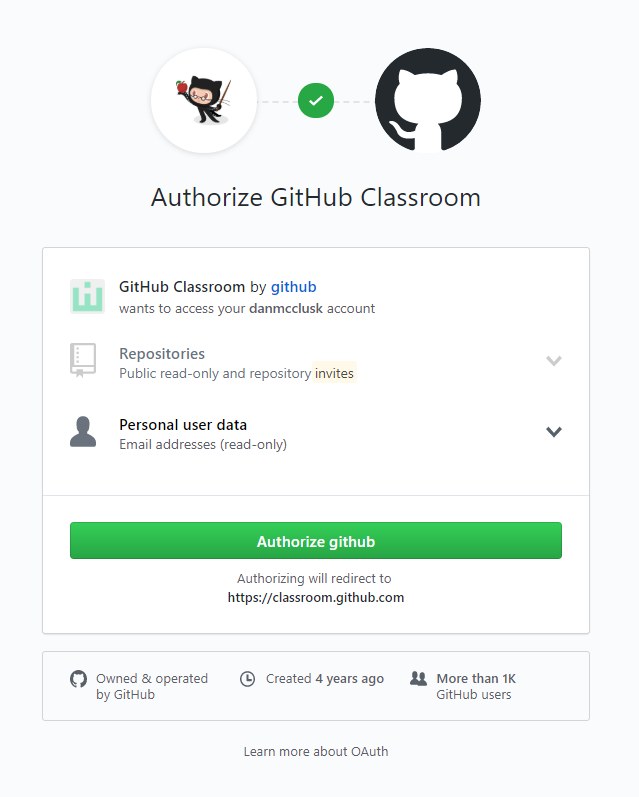 Authorize GitHub Classroom
GitHub Classroom by github
wants to access your danmcclusk account
Repositories
Public read-only and repository invites
Personal user data
Email addresses (read-only)
Authorize github
Authorizing will redirect to
https://classroom.github.com
Owned & operated
by GitHub
Created 4 years ago
More than 1K
GitHub users
Learn more about OAuth